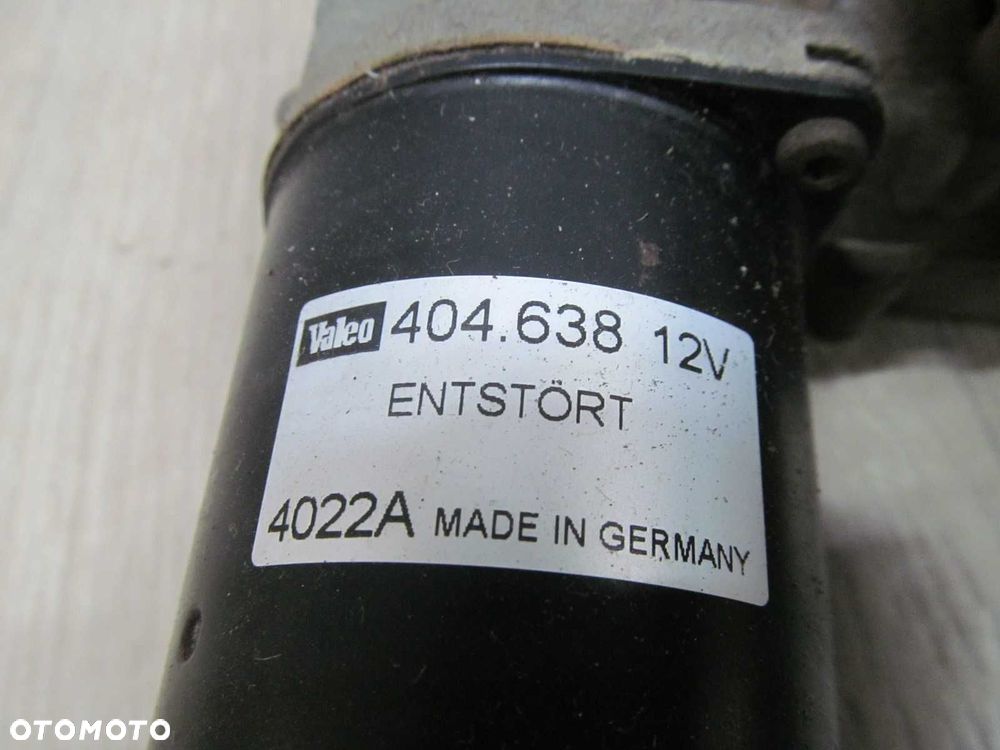 Valeo 404.638 12V
ENTSTÖRT
4022A MADE IN GERMANY
OTOMOTO